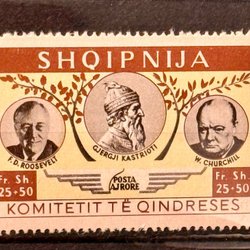 SHQIPNIJA
F.D. ROOSEVELT
GJERGJ KASTRIOTI
W. CHURCHILL
Fr. Sh.
25+50
POSTA
AJRORE
Fr. Sh.
25+50
KOMITETIT TË QINDRESES